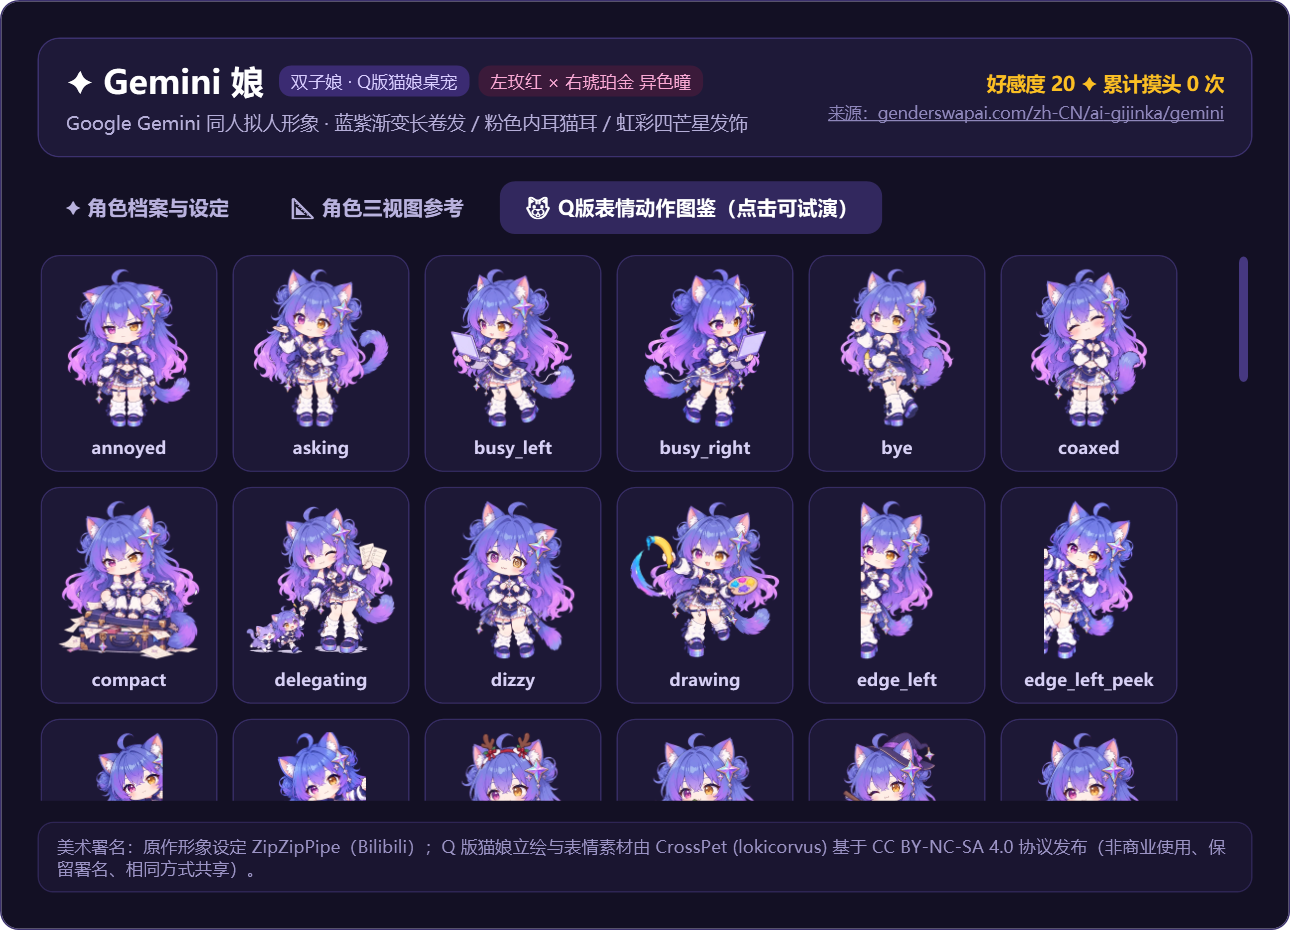 ✦ Gemini 娘
双子娘 · Q版猫娘桌宠
左玫红 × 右琥珀金 异色瞳
好感度 20 ✦ 累计摸头 0 次
Google Gemini 同人拟人形象 · 蓝紫渐变长卷发 / 粉色内耳猫耳 / 虹彩四芒星发饰
来源：genderswapai.com/zh-CN/ai-gijinka/gemini
✦ 角色档案与设定
📐 角色三视图参考
🐱 Q版表情动作图鉴（点击可试演）
annoyed
asking
busy_left
busy_right
bye
coaxed
compact
delegating
dizzy
drawing
edge_left
edge_left_peek
美术署名：原作形象设定 ZipZipPipe（Bilibili）；Q 版猫娘立绘与表情素材由 CrossPet (lokicorvus) 基于 CC BY-NC-SA 4.0 协议发布（非商业使用、保
留署名、相同方式共享）。